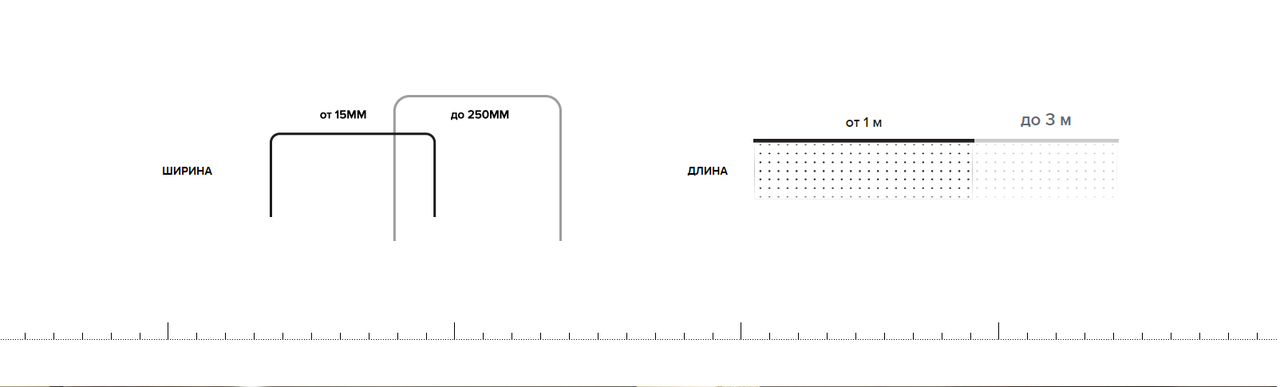 от 15ММ
до 250ММ
ШИРИНА
от 1 м
до 3 м
ДЛИНА